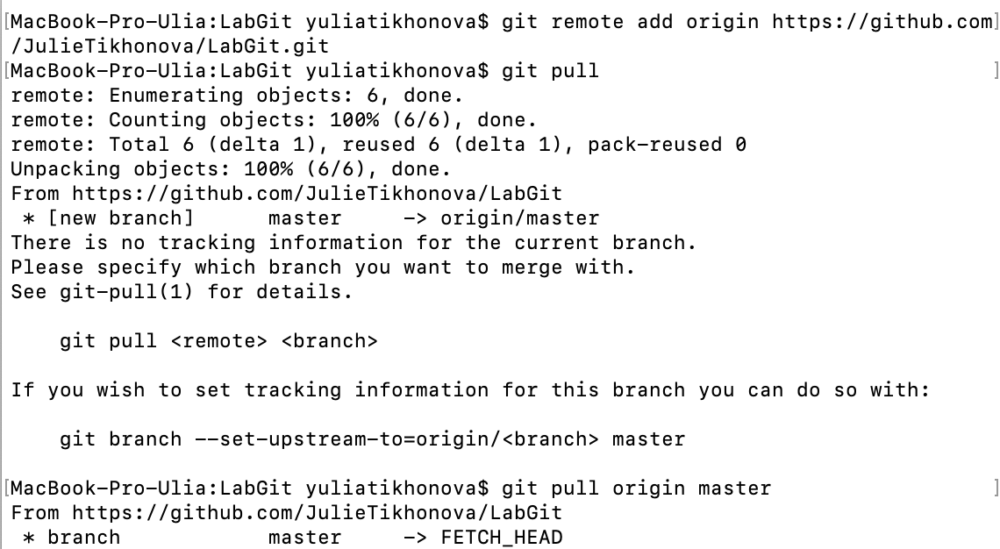 [MacBook-Pro-Ulia:LabGit yuliatikhonova$ git remote add origin https://github.com]
/JulieTikhonova/LabGit.git
[MacBook-Pro-Ulia:LabGit yuliatikhonova$ git pull ]
remote: Enumerating objects: 6, done.
remote: Counting objects: 100% (6/6), done.
remote: Total 6 (delta 1), reused 6 (delta 1), pack-reused 0
Unpacking objects: 100% (6/6), done.
From https://github.com/JulieTikhonova/LabGit
 * [new branch]      master     -> origin/master
There is no tracking information for the current branch.
Please specify which branch you want to merge with.
See git-pull(1) for details.

    git pull <remote> <branch>

If you wish to set tracking information for this branch you can do so with:

    git branch --set-upstream-to=origin/<branch> master

[MacBook-Pro-Ulia:LabGit yuliatikhonova$ git pull origin master ]
From https://github.com/JulieTikhonova/LabGit
 * branch            master     -> FETCH_HEAD